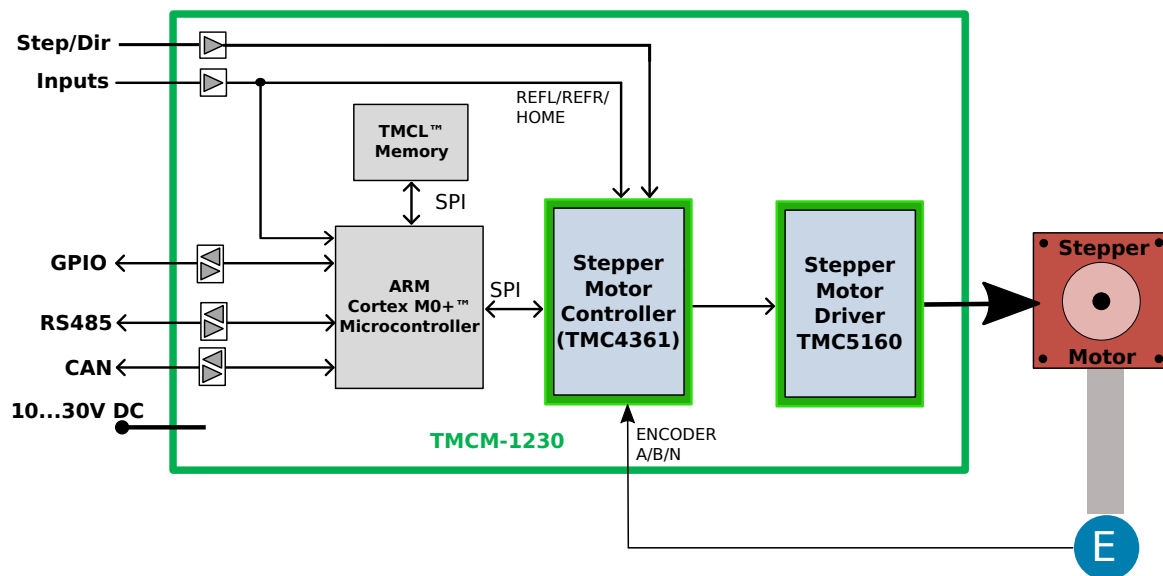 Step/Dir
Inputs
REFL/REFR/
HOME
TMCL™
Memory
SPI
GPIO
RS485
CAN
10...30V DC
ARM
Cortex M0+™
Microcontroller
SPI
Stepper
Motor
Controller
(TMC4361)
Stepper
Motor
Driver
TMC5160
Stepper
Motor
TMCM-1230
ENCODER
A/B/N
E